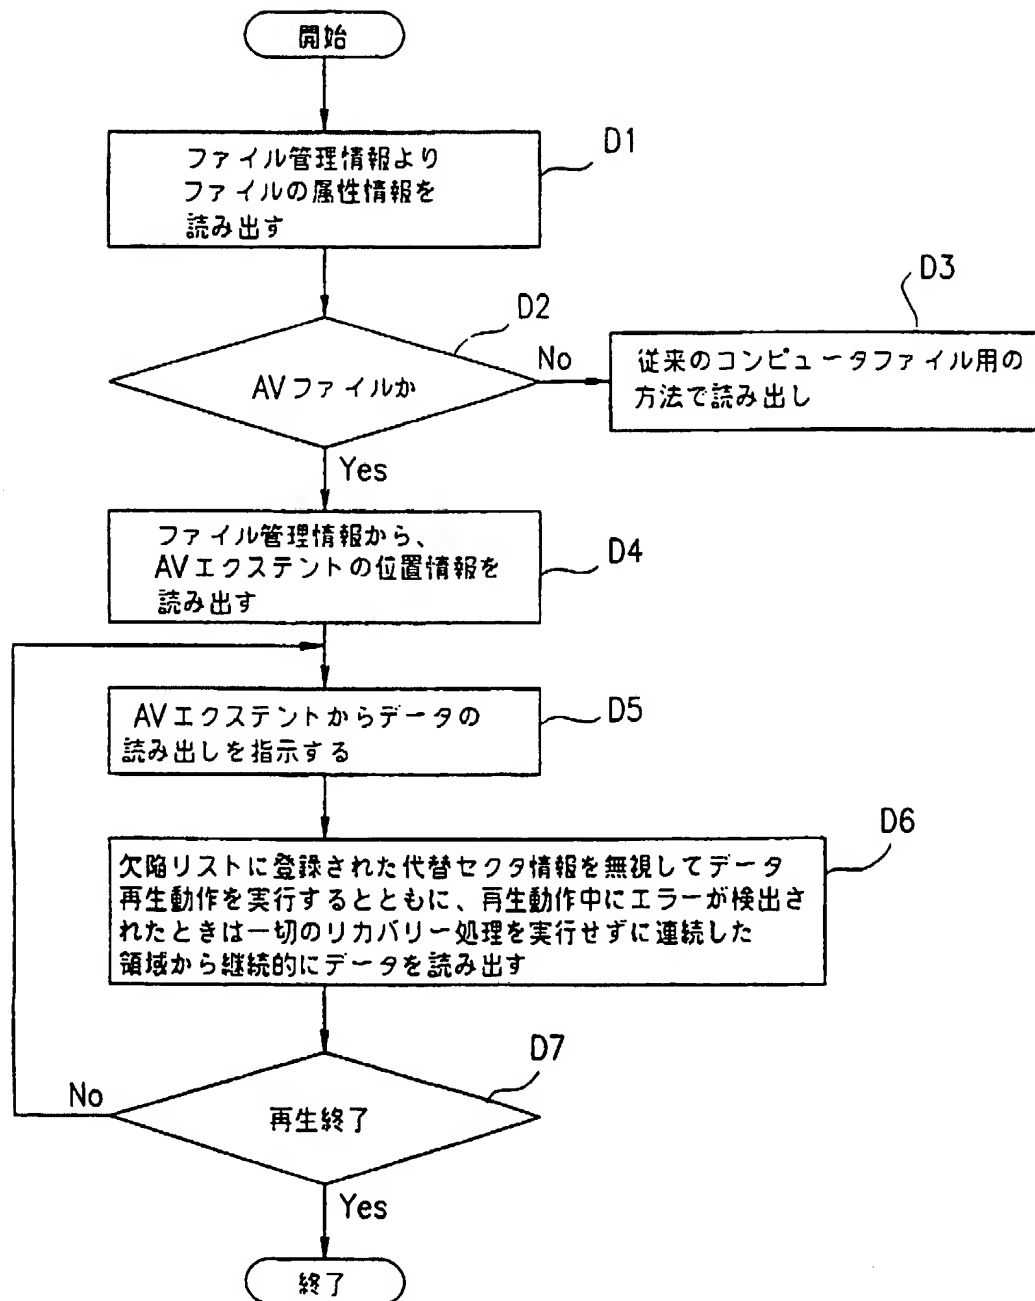 開始
ファイル管理情報より
ファイルの属性情報を
読み出す
D1
D2
AVファイルか
No
D3
従来のコンピュータファイル用の
方法で読み出し
Yes
ファイル管理情報から、
AVエクステントの位置情報を
読み出す
D4
AVエクステントからデータの
読み出しを指示する
D5
D6
欠陥リストに登録された代替セクタ情報を無視してデータ
再生動作を実行するとともに、再生動作中にエラーが検出さ
れたときは一切のリカバリー処理を実行せずに連続した
領域から継続的にデータを読み出す
D7
No
再生終了
Yes
終了